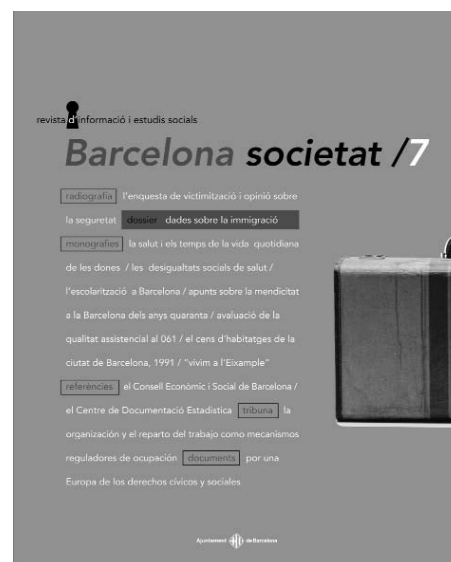 revista d'informació i estudis socials
Barcelona societat /7
radiografia l'enquesta de victimització i opinió sobre
la seguretat dossier dades sobre la immigració
monografies la salut i els temps de la vida quotidiana
de les dones / les desigualtats socials de salut /
l'escolarització a Barcelona / apunts sobre la mendicitat
a la Barcelona dels anys quaranta / avaluació de la
qualitat assistencial al 061 / el cens d'habitatges de la
ciutat de Barcelona, 1991 / "vivim a l'Eixample"
referències el Consell Econòmic i Social de Barcelona /
el Centre de Documentació Estadística tribuna la
organización y el reparto del trabajo como mecanismos
reguladores de ocupación documents por una
Europa de los derechos cívicos y sociales
Ajuntament de Barcelona